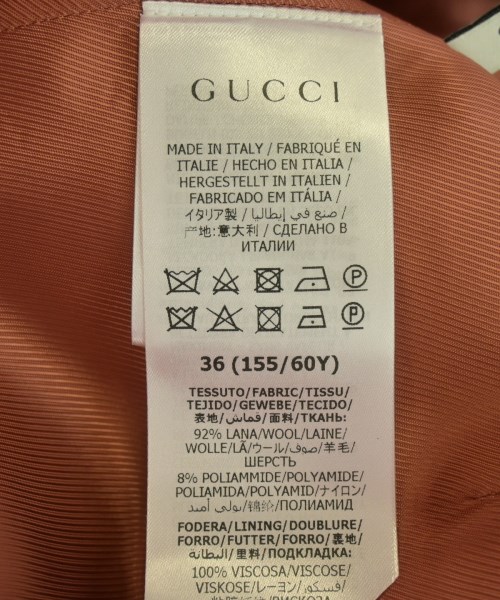 GUCCI
MADE IN ITALY / FABRIQUÉ EN
ITALIE / HECHO EN ITALIA /
HERGESTELLT IN ITALIEN /
FABRICADO EM ITÁLIA /
イタリア製 / صنع في إيطاليا /
产地:意大利 / СДЕЛАНО В
ИТАЛИИ
36 (155/60Y)
TESSUTO/FABRIC/TISSU/
TEJIDO/GEWEBE/TECIDO/
表地/قماش/面料/ТКАНЬ:
92% LANA/WOOL/LAINE/
WOLLE/LÃ/ウール/صوف/羊毛/
ШЕРСТЬ
8% POLIAMMIDE/POLYAMIDE/
POLIAMIDA/POLYAMID/ナイロン/
بولي أميد/锦纶/ПОЛИАМИД
FODERA/LINING/DOUBLURE/
FORRO/FUTTER/FORRO/裏地/
البطانة/里料/ПОДКЛАДКА:
100% VISCOSA/VISCOSE/
VISKOSE/レーヨン/فسكوز/